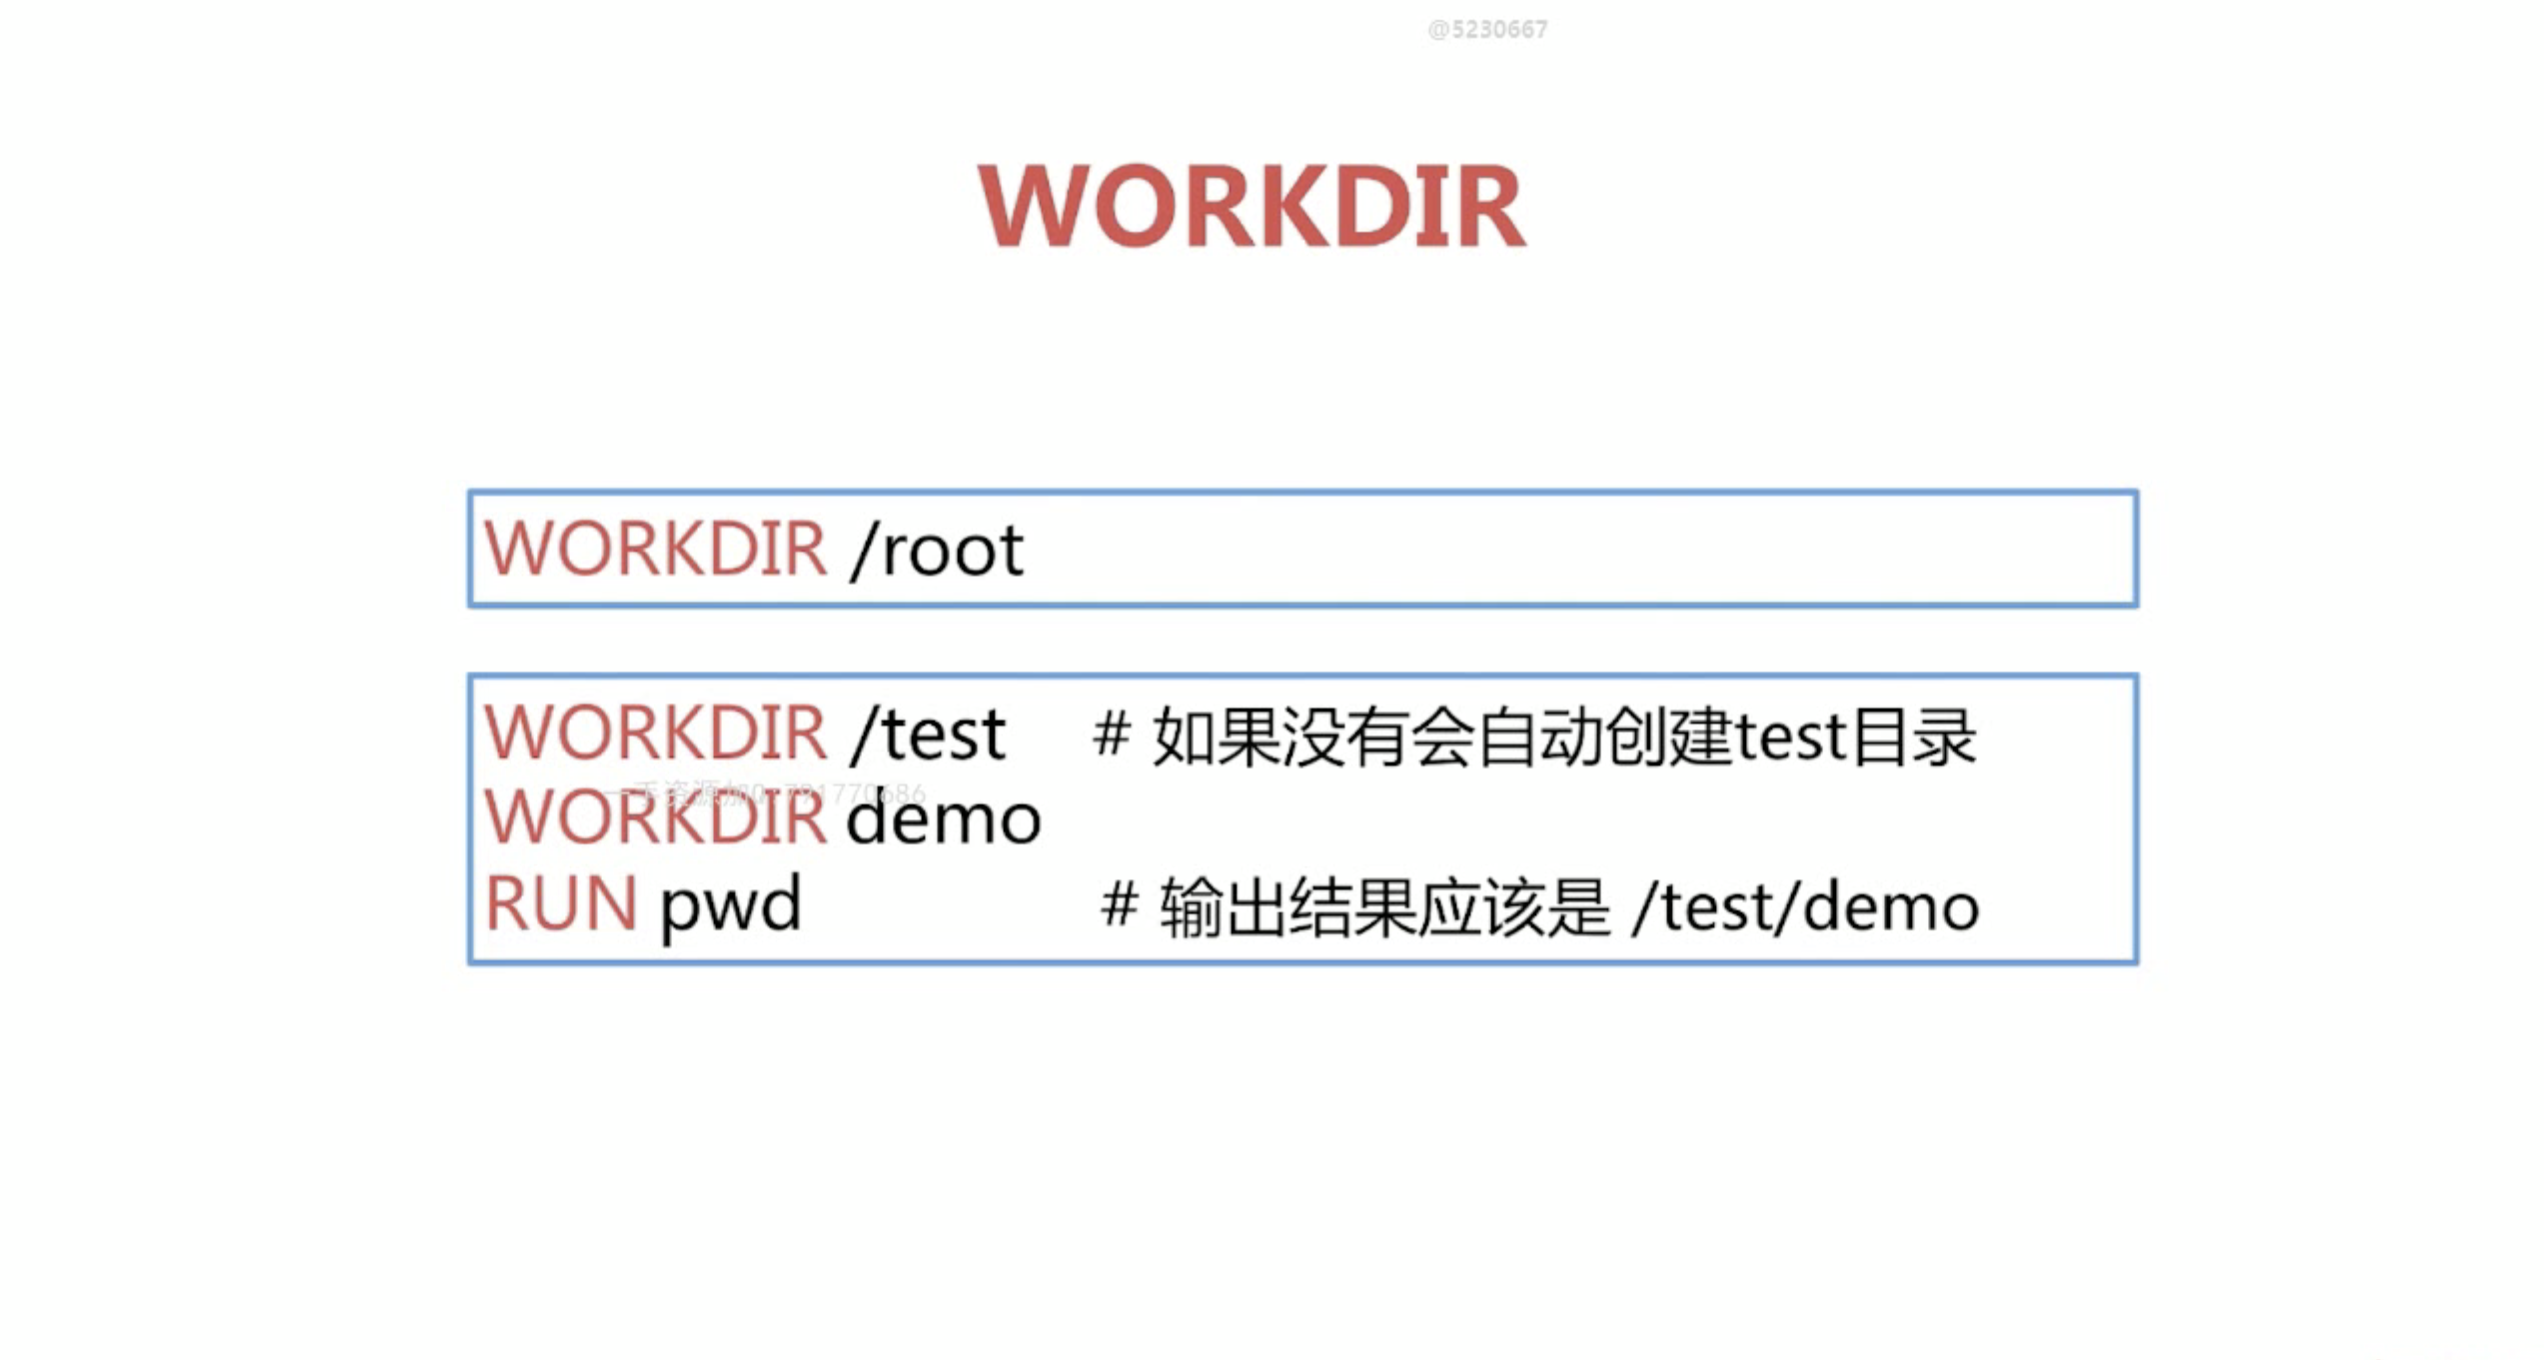 @5230667
WORKDIR
WORKDIR /root
WORKDIR /test # 如果没有会自动创建test目录
一手资源加Q:791770686
WORKDIR demo
RUN pwd # 输出结果应该是 /test/demo